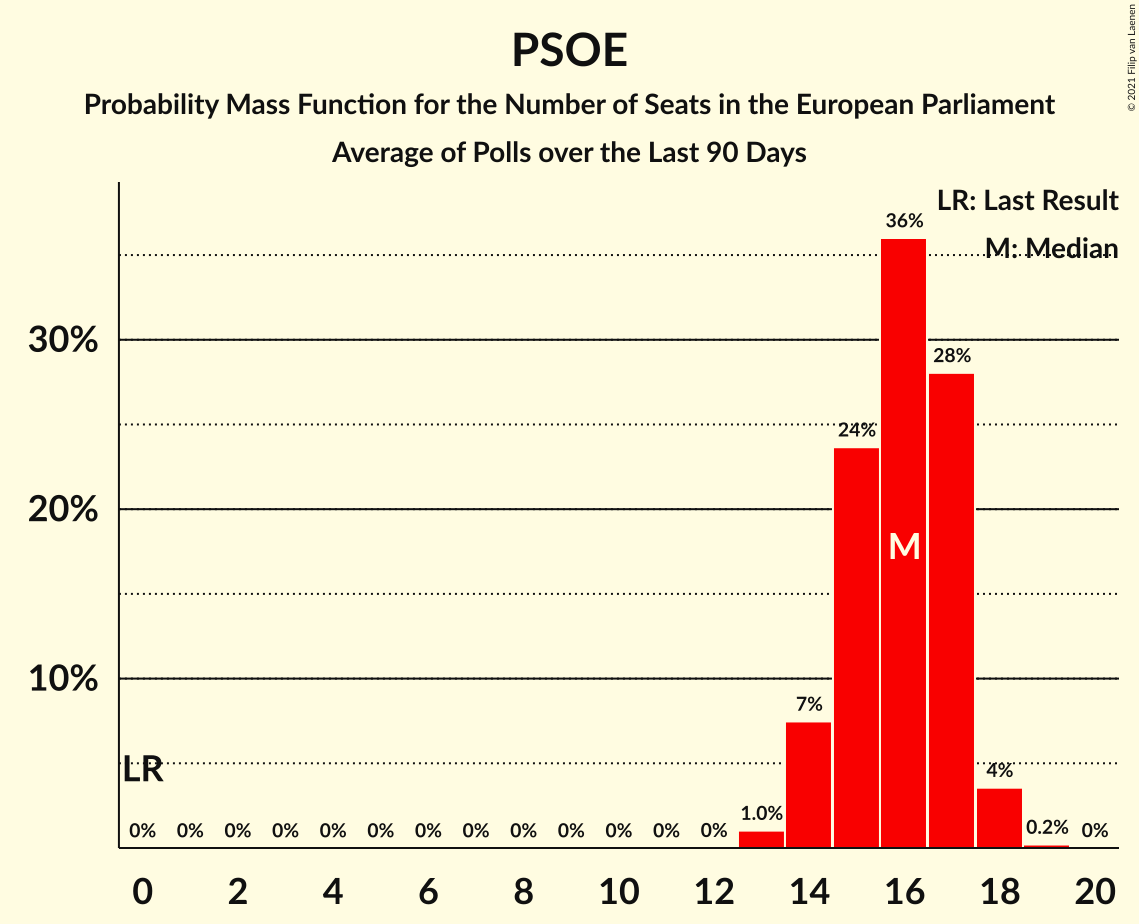 PSOE
Probability Mass Function for the Number of Seats in the European Parliament
Average of Polls over the Last 90 Days
© 2021 Filip van Laenen
LR: Last Result
M: Median
36%
30%
28%
24%
20%
M
10%
7%
LR
4%
1.0%
0% 0% 0% 0% 0% 0% 0% 0% 0% 0% 0% 0% 0% 0.2% 0%
0 2 4 6 8 10 12 14 16 18 20